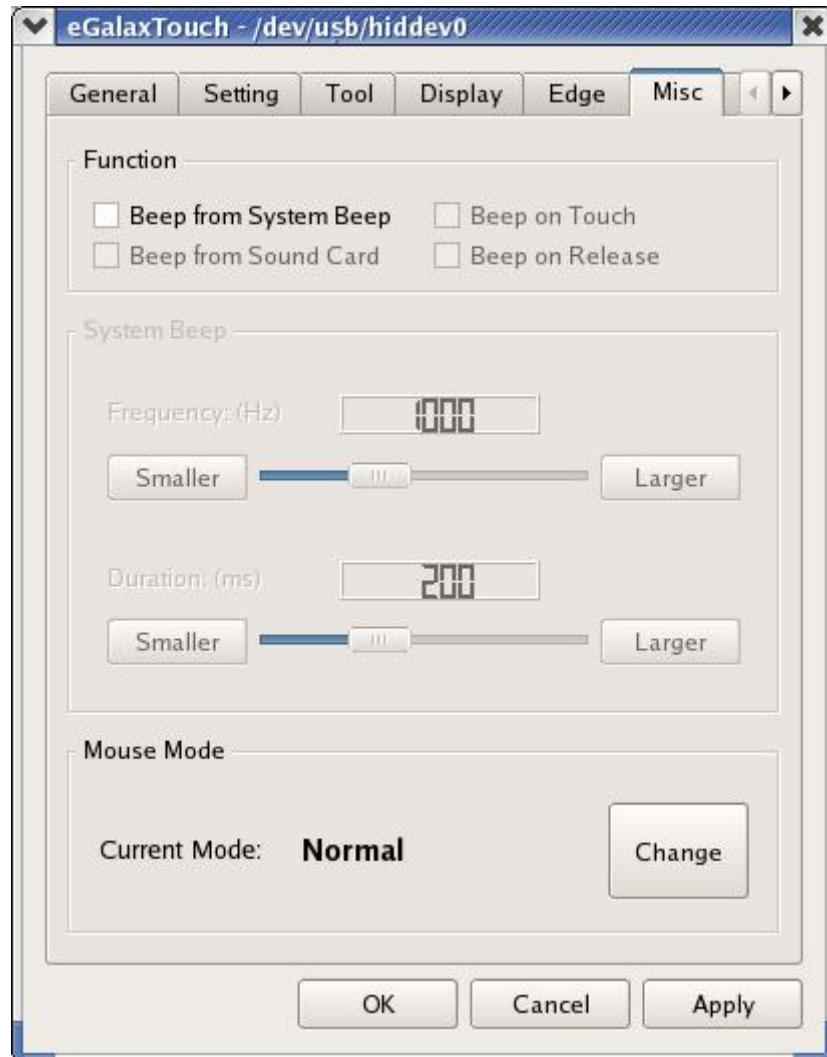 eGalaxTouch - /dev/usb/hiddev0
General Setting Tool Display Edge Misc
Function
Beep from System Beep Beep on Touch
Beep from Sound Card Beep on Release
System Beep
Frequency: (Hz) 1000
Smaller Larger
Duration: (ms) 200
Smaller Larger
Mouse Mode
Current Mode: Normal Change
OK Cancel Apply